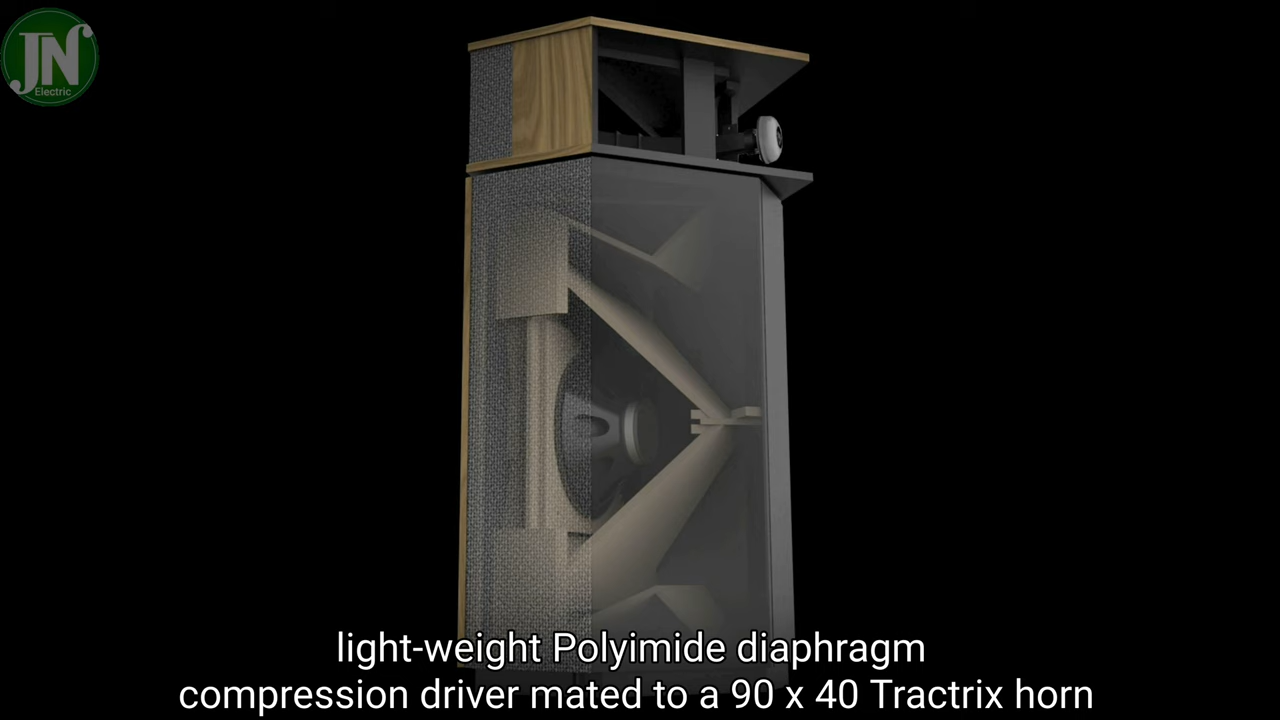 JN
Electric
light-weight Polyimide diaphragm
compression driver mated to a 90 x 40 Tractrix horn